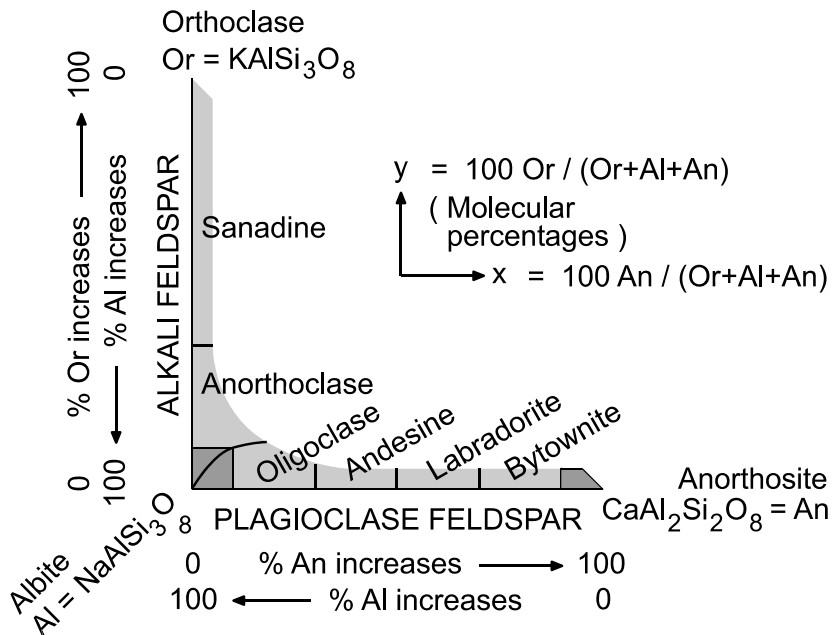 Orthoclase
Or = KAlSi3O8
100
0
% Or increases
% Al increases
0
100
ALKALI FELDSPAR
y = 100 Or / (Or+Al+An)
( Molecular
percentages )
x = 100 An / (Or+Al+An)
Sanadine
Anorthoclase
Oligoclase
Andesine
Labradorite
Bytownite
Anorthosite
CaAl2Si2O8 = An
Albite
Al = NaAlSi3O8
PLAGIOCLASE FELDSPAR
0 % An increases 100
100 % Al increases 0